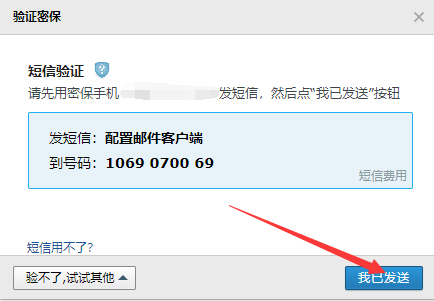 验证密保
短信验证
请先用密保手机 发短信，然后点“我已发送”按钮
发短信：配置邮件客户端
到号码：1069 0700 69
短信费用
短信用不了?
验不了,试试其他
我已发送